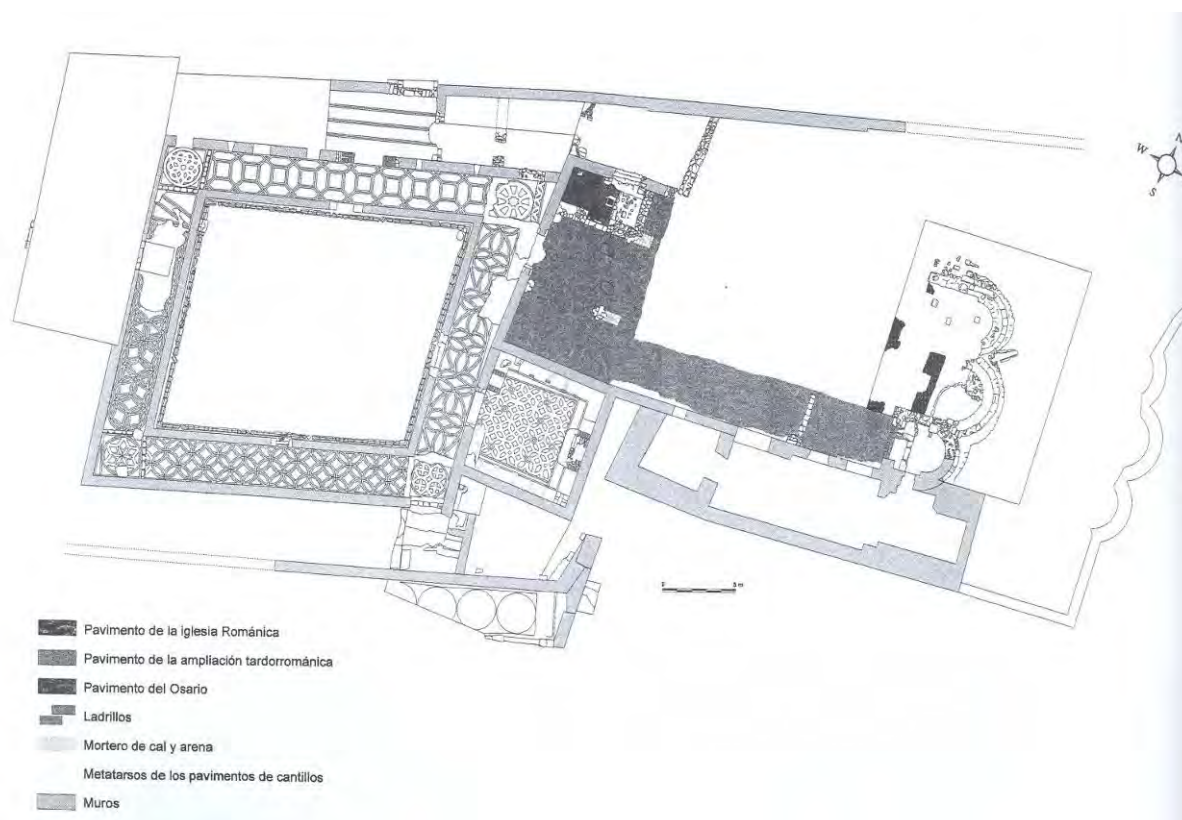 N
W
S
5 m
Pavimento de la iglesia Románica
Pavimento de la ampliación tardorrománica
Pavimento del Osario
Ladrillos
Mortero de cal y arena
Metatarsos de los pavimentos de cantillos
Muros